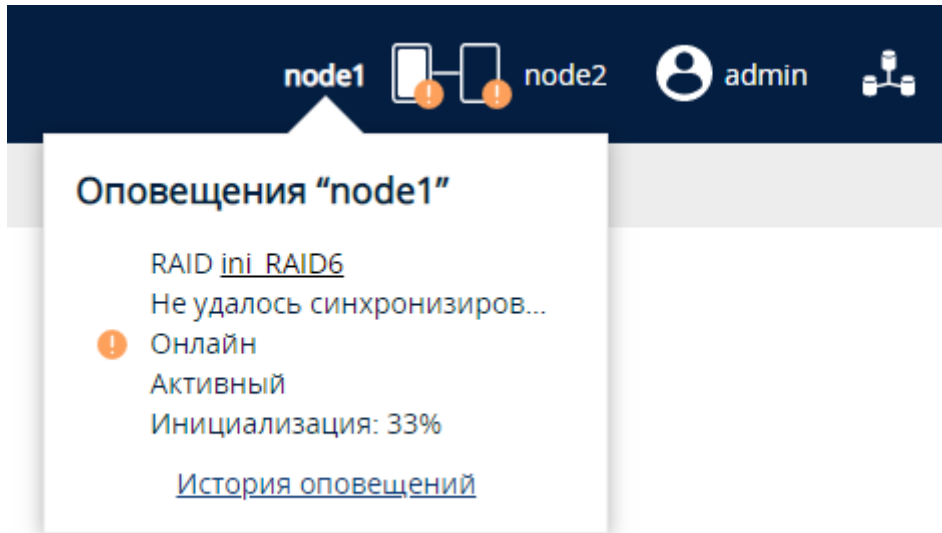 node1 node2 admin
Оповещения “node1”
RAID ini_RAID6
Не удалось синхронизиров...
Онлайн
Активный
Инициализация: 33%
История оповещений